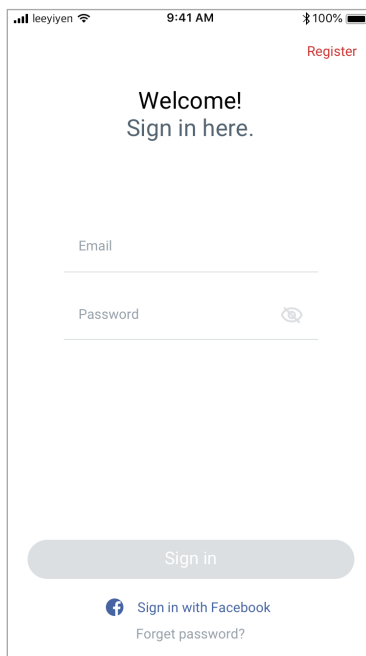 leeyiyen 9:41 AM 100%
Register
Welcome!
Sign in here.
Email
Password
Sign in
Sign in with Facebook
Forget password?